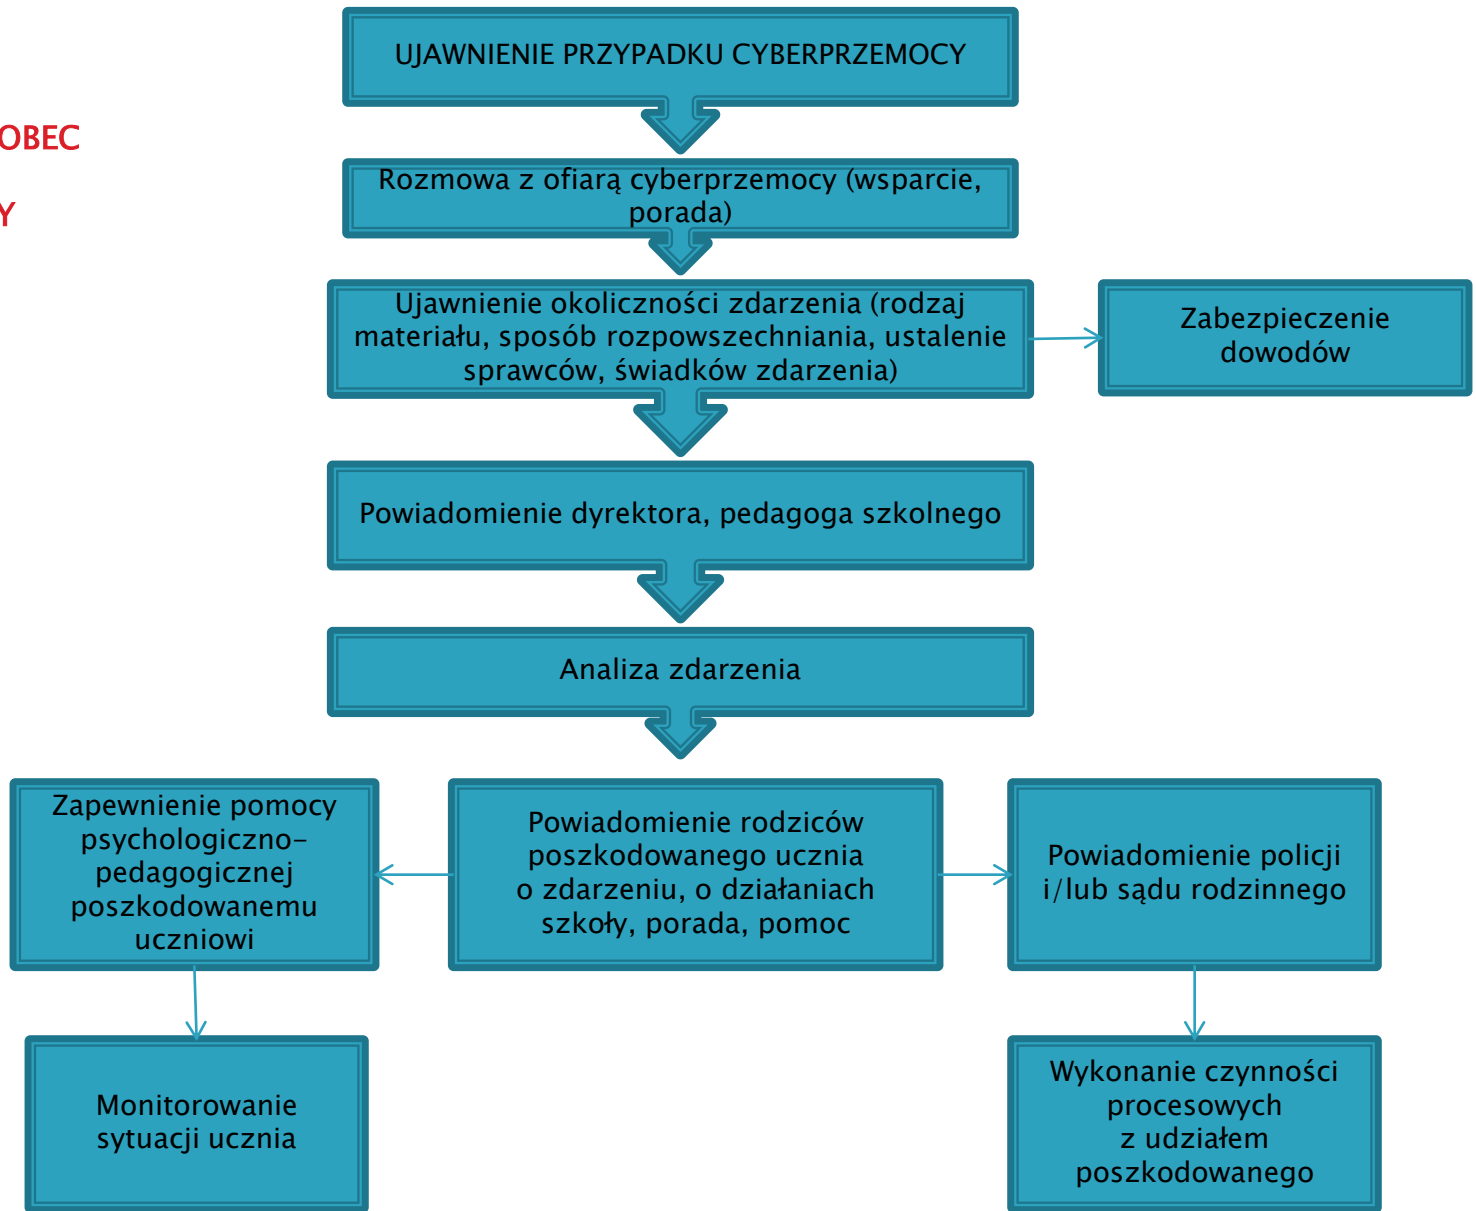 UJAWNIENIE PRZYPADKU CYBERPRZEMOCY
OBEC
Y
Rozmowa z ofiarą cyberprzemocy (wsparcie,
porada)
Ujawnienie okoliczności zdarzenia (rodzaj
materiału, sposób rozpowszechniania, ustalenie
sprawców, świadków zdarzenia)
Zabezpieczenie
dowodów
Powiadomienie dyrektora, pedagoga szkolnego
Analiza zdarzenia
Zapewnienie pomocy
psychologiczno-
pedagogicznej
poszkodowanemu
uczniowi
Powiadomienie rodziców
poszkodowanego ucznia
o zdarzeniu, o działaniach
szkoły, porada, pomoc
Powiadomienie policji
i/lub sądu rodzinnego
Monitorowanie
sytuacji ucznia
Wykonanie czynności
procesowych
z udziałem
poszkodowanego